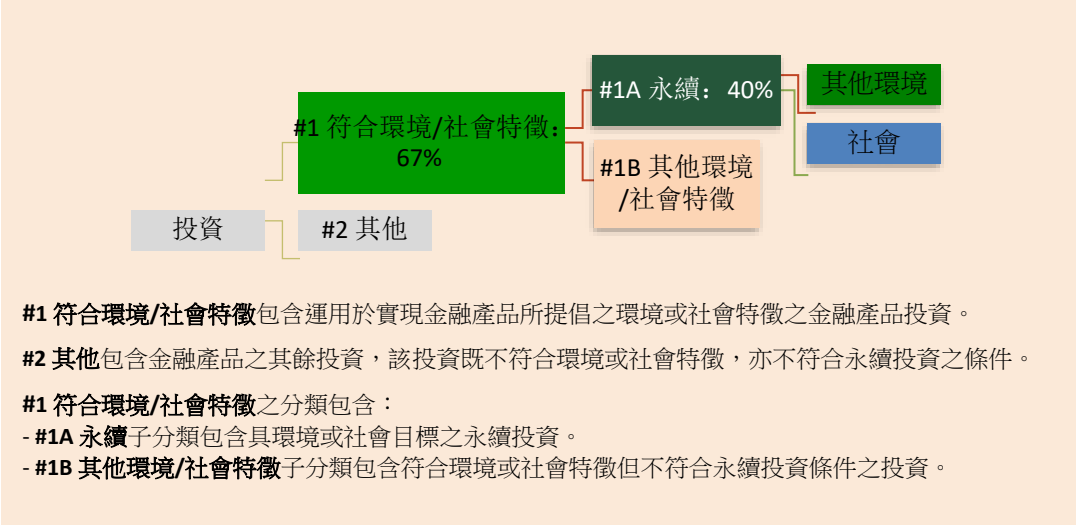 #1A 永續：40%
其他環境
#1 符合環境/社會特徵：
67%
社會
#1B 其他環境
/社會特徵
投資
#2 其他
#1 符合環境/社會特徵包含運用於實現金融產品所提倡之環境或社會特徵之金融產品投資。
#2 其他包含金融產品之其餘投資，該投資既不符合環境或社會特徵，亦不符合永續投資之條件。
#1 符合環境/社會特徵之分類包含：
- #1A 永續子分類包含具環境或社會目標之永續投資。
- #1B 其他環境/社會特徵子分類包含符合環境或社會特徵但不符合永續投資條件之投資。